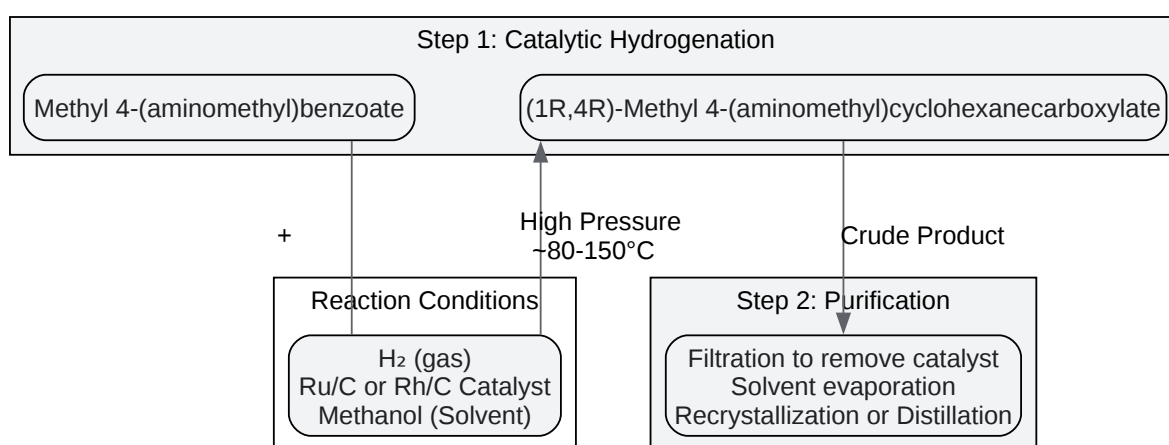 Step 1: Catalytic Hydrogenation
Methyl 4-(aminomethyl)benzoate
(1R,4R)-Methyl 4-(aminomethyl)cyclohexanecarboxylate
+
High Pressure
~80-150°C
Crude Product
Reaction Conditions
H₂ (gas)
Ru/C or Rh/C Catalyst
Methanol (Solvent)
Step 2: Purification
Filtration to remove catalyst
Solvent evaporation
Recrystallization or Distillation